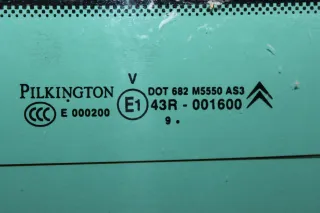 V
PILKINGTON DOT 682 M5550 AS3
CCC E 000200 E1 43R - 001600
9 •